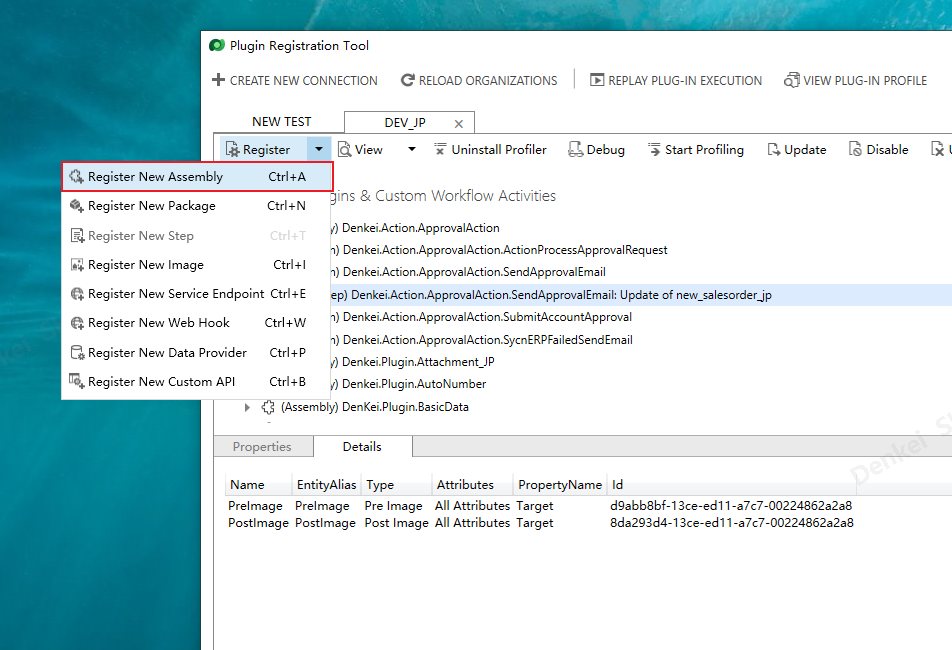 Plugin Registration Tool
CREATE NEW CONNECTION RELOAD ORGANIZATIONS REPLAY PLUG-IN EXECUTION VIEW PLUG-IN PROFILE
NEW TEST DEV_JP
Register View Uninstall Profiler Debug Start Profiling Update Disable
Register New Assembly Ctrl+A
Register New Package Ctrl+N
Register New Step Ctrl+T
Register New Image Ctrl+I
Register New Service Endpoint Ctrl+E
Register New Web Hook Ctrl+W
Register New Data Provider Ctrl+P
Register New Custom API Ctrl+B
gins & Custom Workflow Activities
y) Denkei.Action.ApprovalAction
n) Denkei.Action.ApprovalAction.ActionProcessApprovalRequest
n) Denkei.Action.ApprovalAction.SendApprovalEmail
ep) Denkei.Action.ApprovalAction.SendApprovalEmail: Update of new_salesorder_jp
n) Denkei.Action.ApprovalAction.SubmitAccountApproval
n) Denkei.Action.ApprovalAction.SycnERPFailedSendEmail
y) Denkei.Plugin.Attachment_JP
y) Denkei.Plugin.AutoNumber
(Assembly) DenKei.Plugin.BasicData
Properties Details
Name EntityAlias Type Attributes PropertyName Id
PreImage PreImage Pre Image All Attributes Target d9abb8bf-13ce-ed11-a7c7-00224862a2a8
PostImage PostImage Post Image All Attributes Target 8da293d4-13ce-ed11-a7c7-00224862a2a8
Denkei